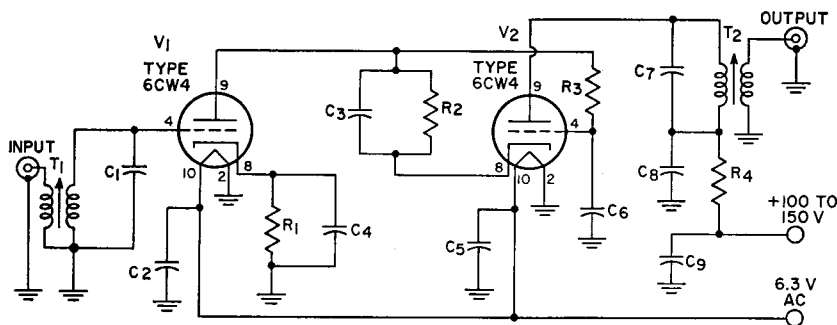 INPUT
T1
C1
V1
TYPE
6CW4
9
4
10
2
8
C2
R1
C4
C3
R2
V2
TYPE
6CW4
9
4
8
10
2
R3
C5
C6
C7
T2
OUTPUT
C8
R4
C9
+100 TO
150 V
6.3 V
AC